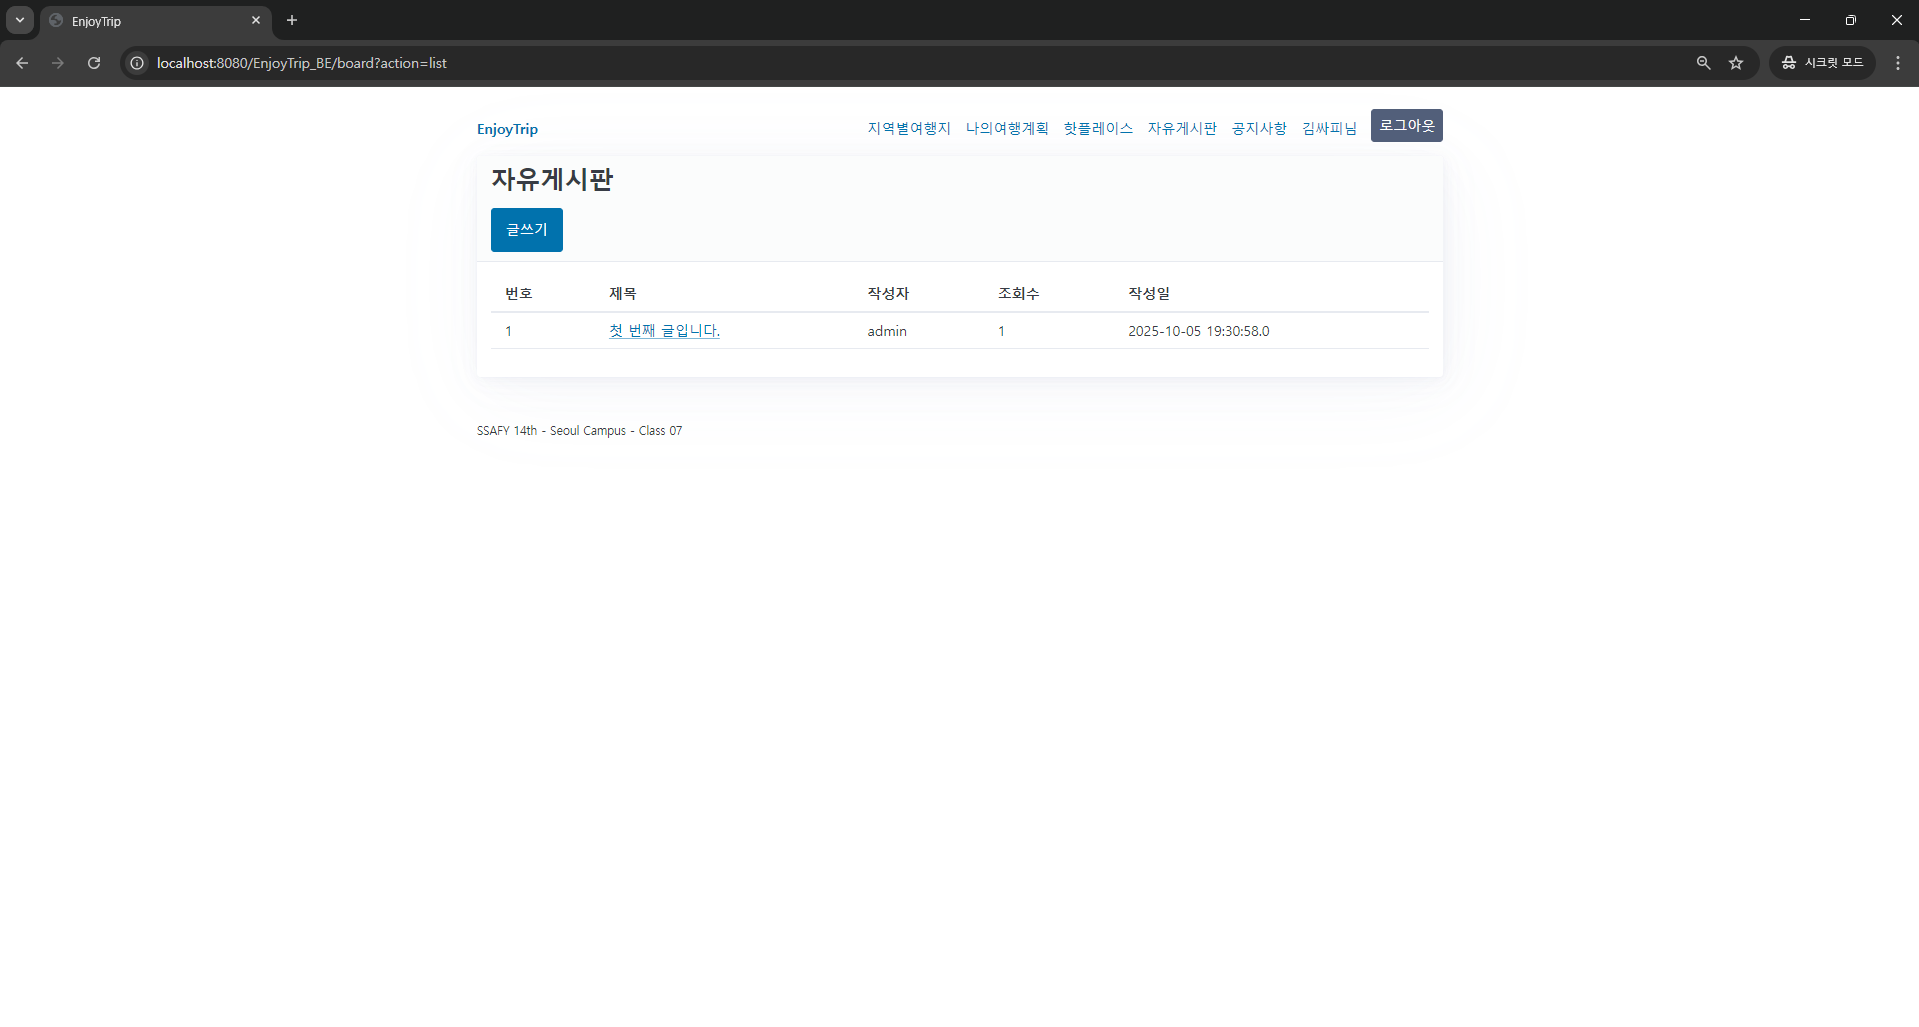 EnjoyTrip
localhost:8080/EnjoyTrip_BE/board?action=list
시크릿 모드
EnjoyTrip 지역별여행지 나의여행계획 핫플레이스 자유게시판 공지사항 김싸피님 로그아웃
자유게시판
글쓰기
번호 제목 작성자 조회수 작성일
1 첫 번째 글입니다. admin 1 2025-10-05 19:30:58.0
SSAFY 14th - Seoul Campus - Class 07